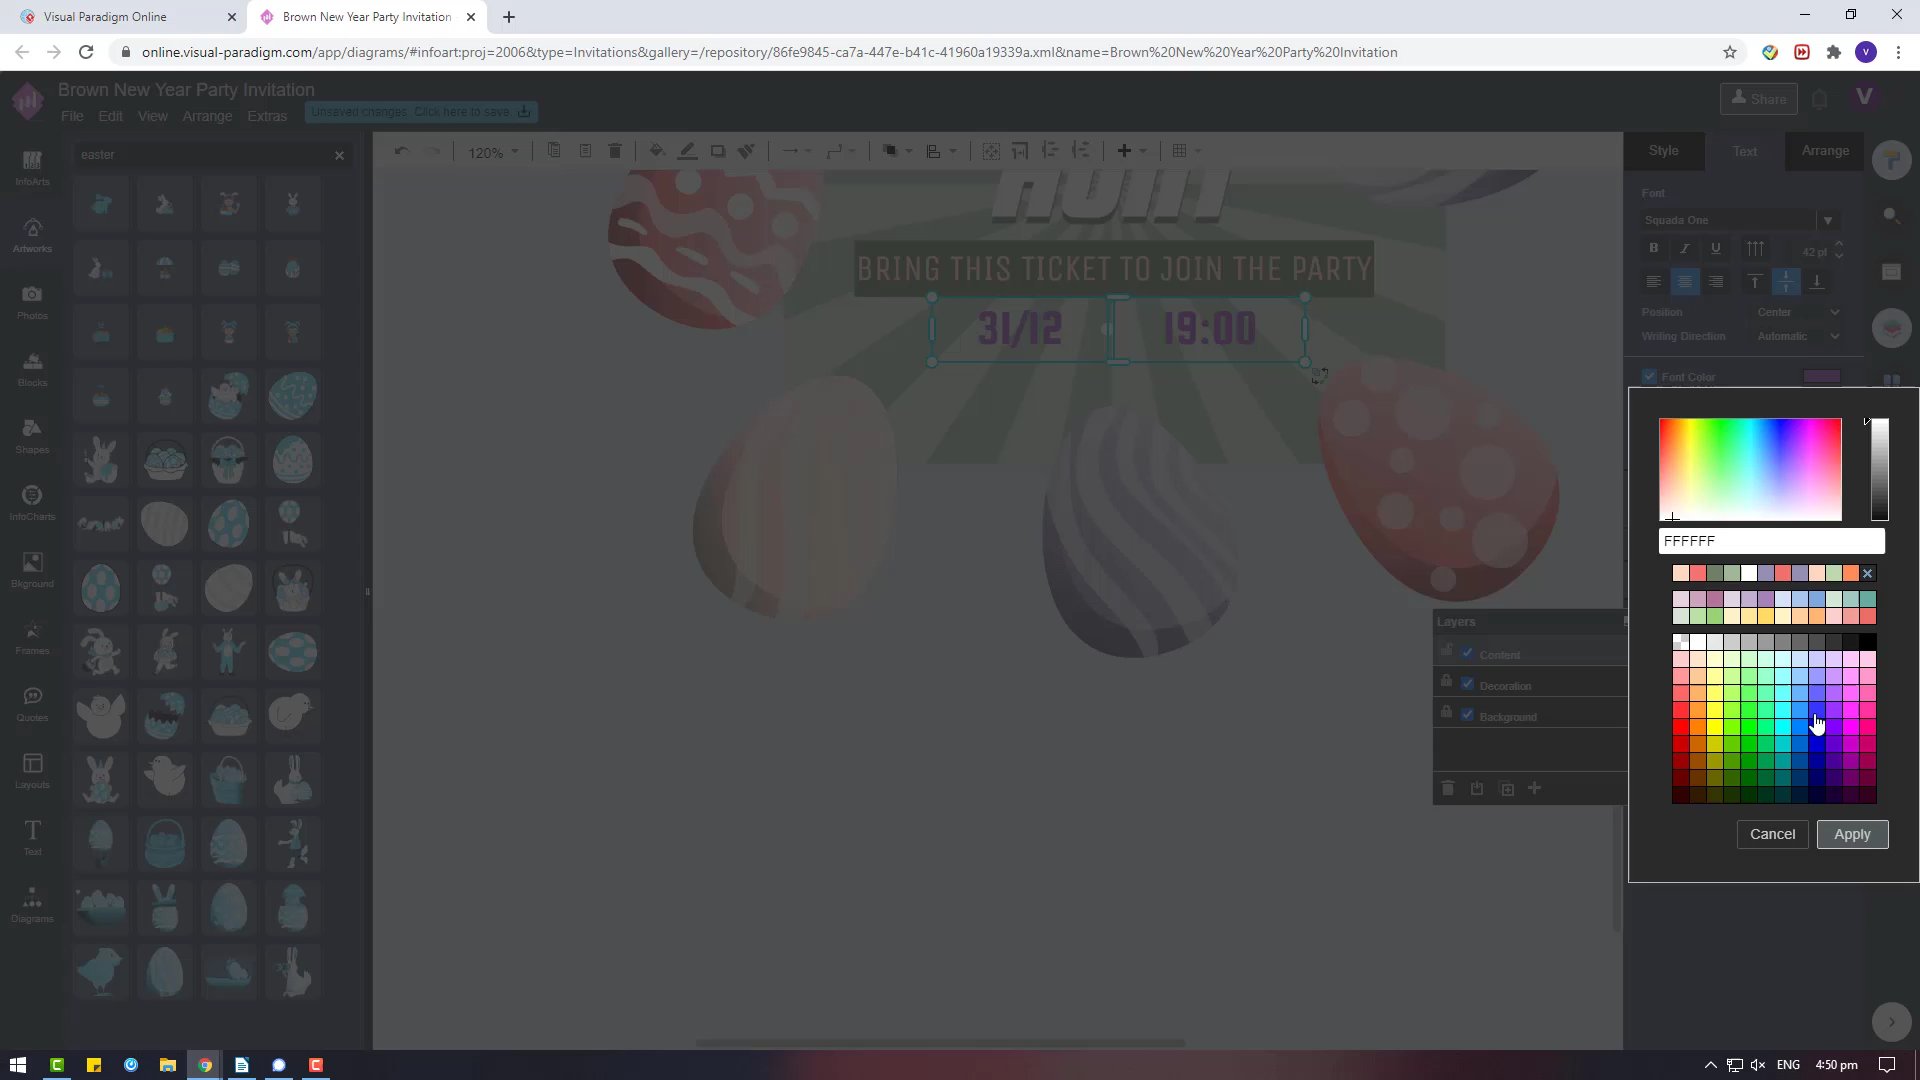 Visual Paradigm Online
Brown New Year Party Invitation
online.visual-paradigm.com/app/diagrams/#infoart:proj=2006&type=Invitations&gallery=/repository/86fe9845-ca7a-447e-b41c-41960a19339a.xml&name=Brown%20New%20Year%20Party%20Invitation
V
Brown New Year Party Invitation
File Edit View Arrange Extras
Unsaved changes. Click here to save
Share
V
easter
120%
Style
Text
Arrange
InfoArts
Artworks
Photos
Blocks
Shapes
InfoCharts
Bkground
Frames
Quotes
Layouts
Text
Diagrams
HUNT
BRING THIS TICKET TO JOIN THE PARTY
31/12
19:00
Font
Squada One
B I U
42 pt
Position
Center
Writing Direction
Automatic
Font Color
FFFFFF
Cancel
Apply
Layers
Content
Decoration
Background
ENG
4:50 pm